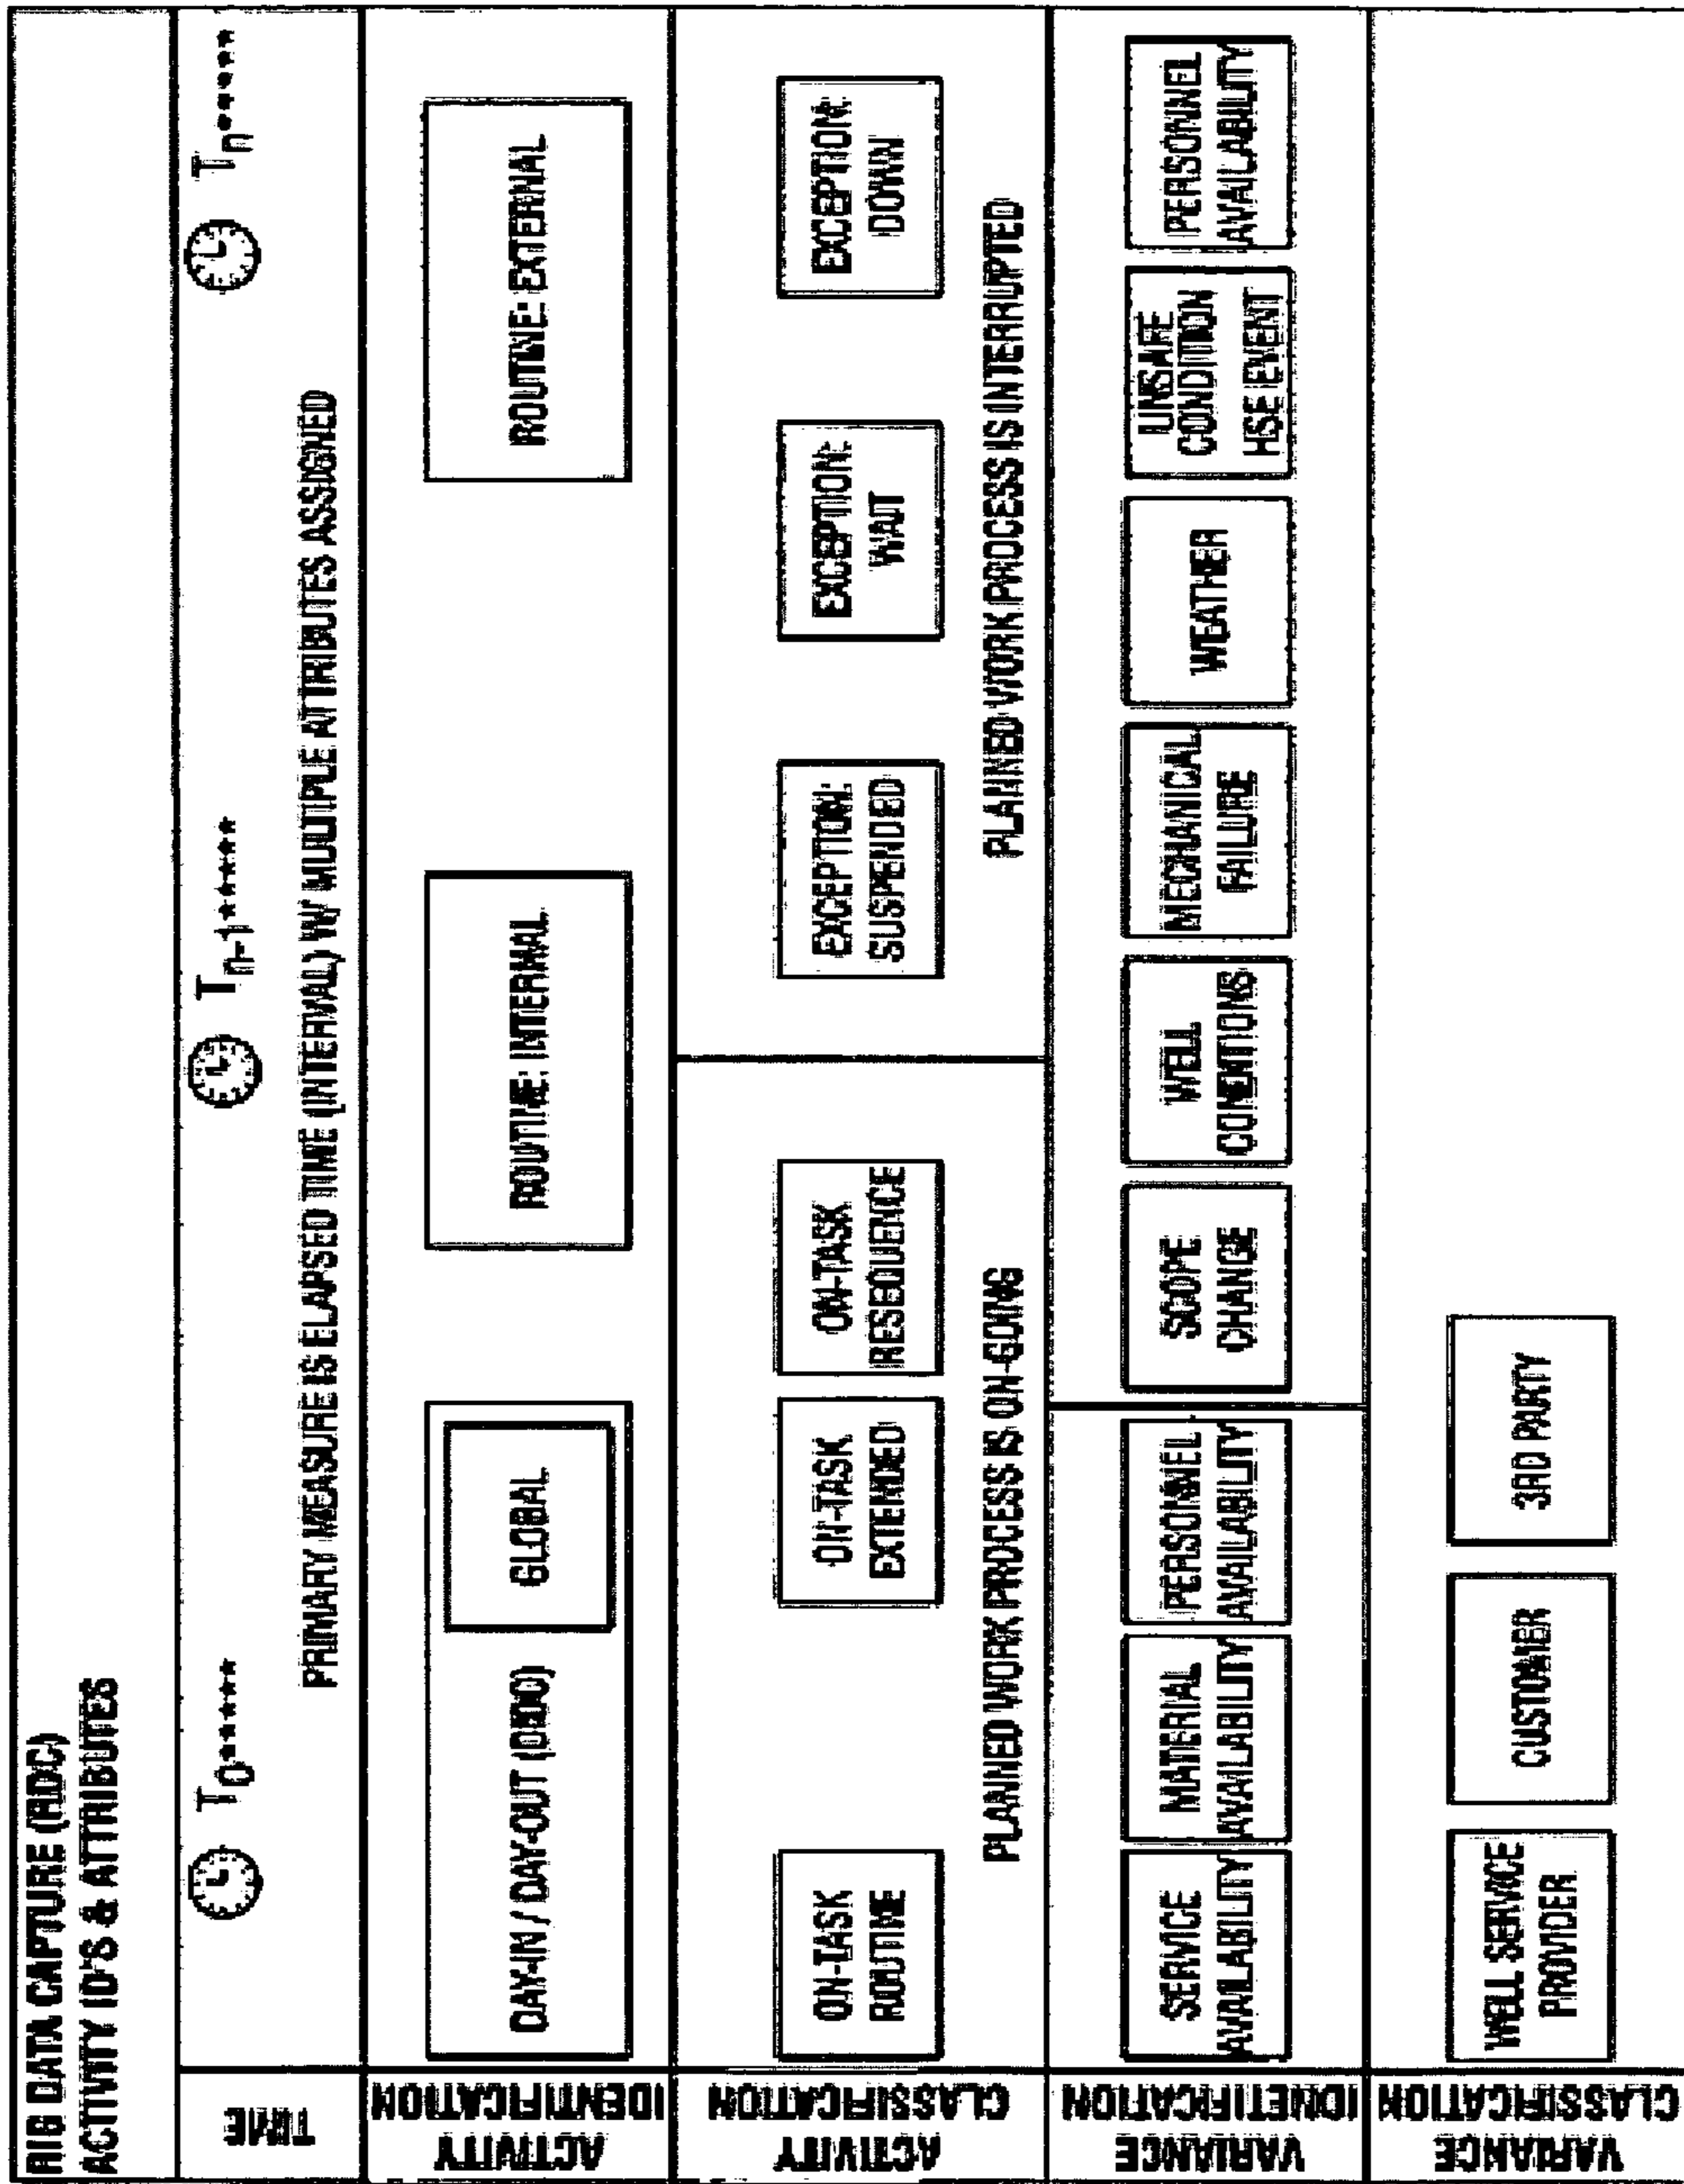 RIG DATA CAPTURE (RDC)
ACTIVITY ID'S & ATTRIBUTES
TIME
T0*****
Tn-1*****
Tn*****
PRIMARY MEASURE IS ELAPSED TIME (INTERVAL) W/ MULTIPLE ATTRIBUTES ASSIGNED
ACTIVITY
IDENTIFICATION
DAY-IN / DAY-OUT (DIDO)
GLOBAL
ROUTINE: INTERNAL
ROUTINE: EXTERNAL
ACTIVITY
CLASSIFICATION
ON-TASK
ROUTINE
ON-TASK
EXTENDED
ON-TASK
RESEQUENCE
PLANNED WORK PROCESS IS ON-GOING
EXCEPTION:
SUSPENDED
EXCEPTION:
WAIT
EXCEPTION:
DOWN
PLANNED WORK PROCESS IS INTERRUPTED
VARIANCE
IDNETIFICATION
SERVICE
AVAILABILITY
MATERIAL
AVAILABILITY
PERSONNEL
AVAILABILITY
SCOPE
CHANGE
WELL
CONDITIONS
MECHANICAL
FAILURE
WEATHER
UNSAFE
CONDITION
HSE EVENT
PERSONNEL
AVAILABILITY
VARIANCE
CLASSIFICATION
WELL SERVICE
PROVIDER
CUSTOMER
3RD PARTY